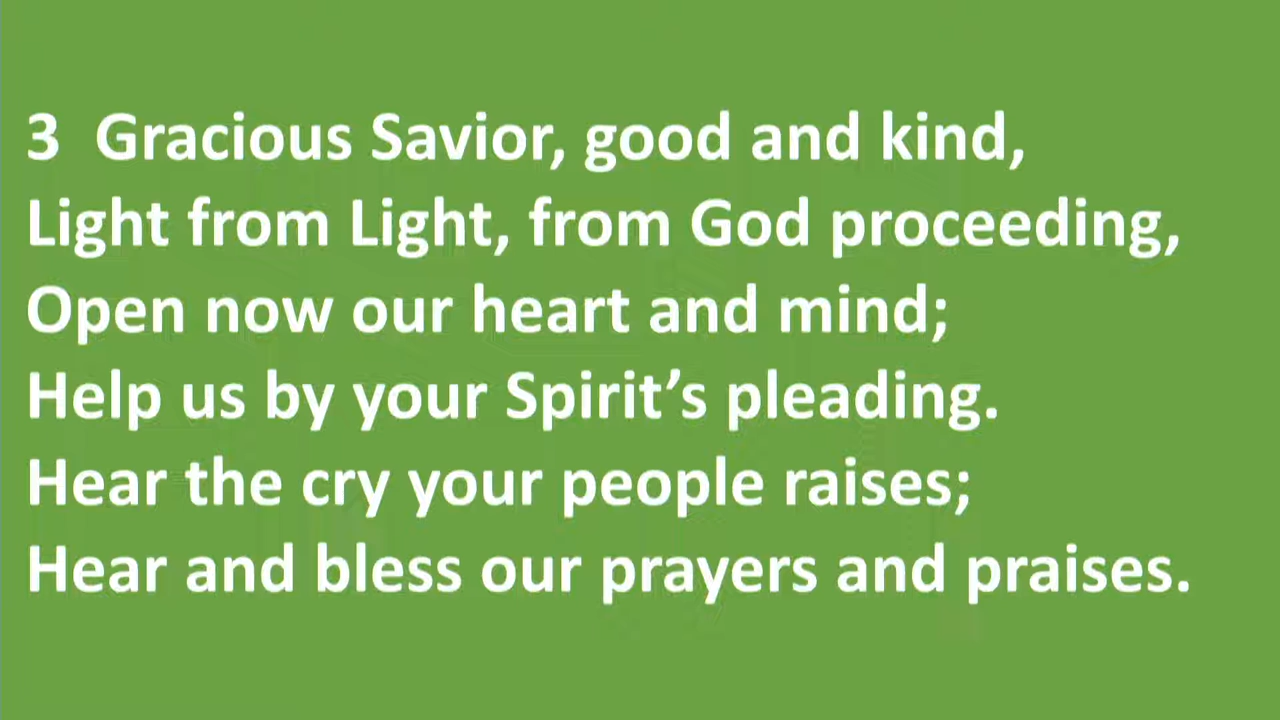 3 Gracious Savior, good and kind,
Light from Light, from God proceeding,
Open now our heart and mind;
Help us by your Spirit’s pleading.
Hear the cry your people raises;
Hear and bless our prayers and praises.